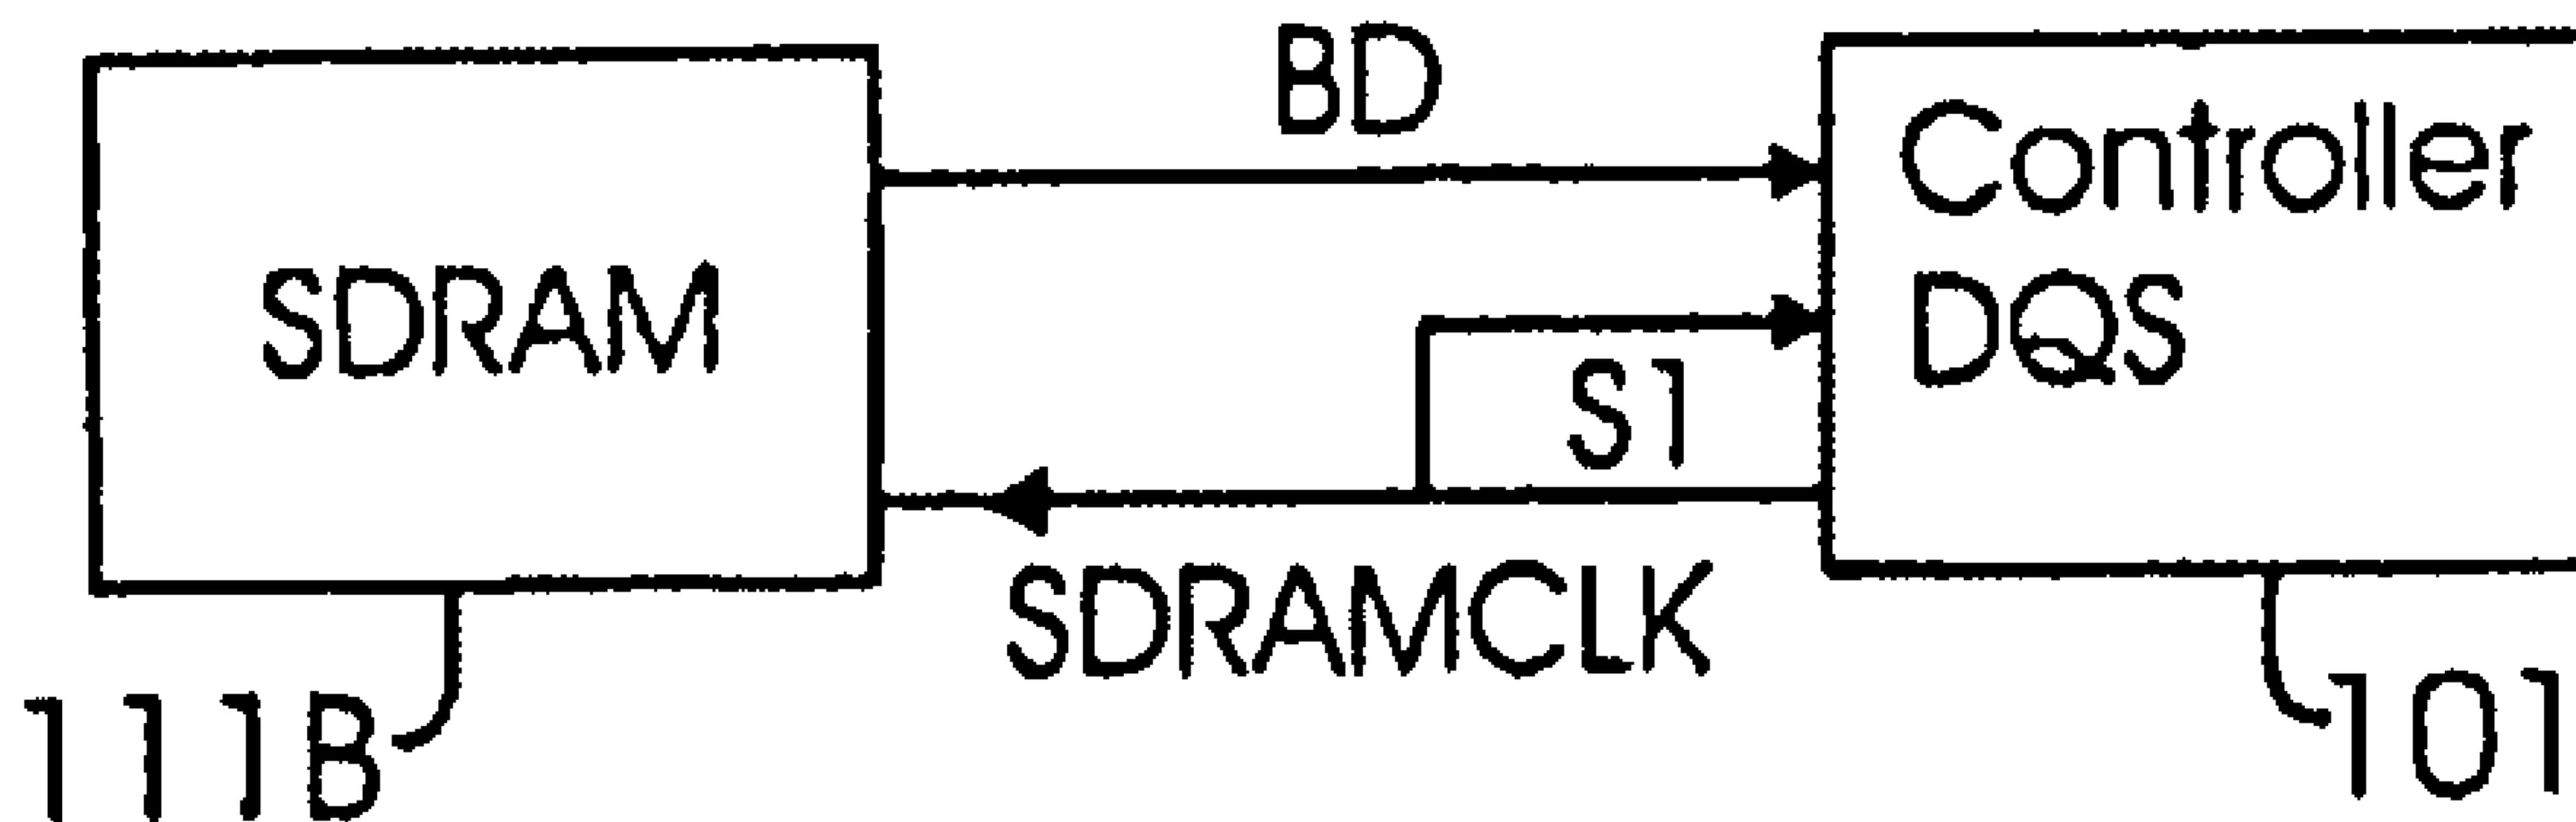 BD
Controller
SDRAM
DQS
S1
SDRAMCLK
111B
101